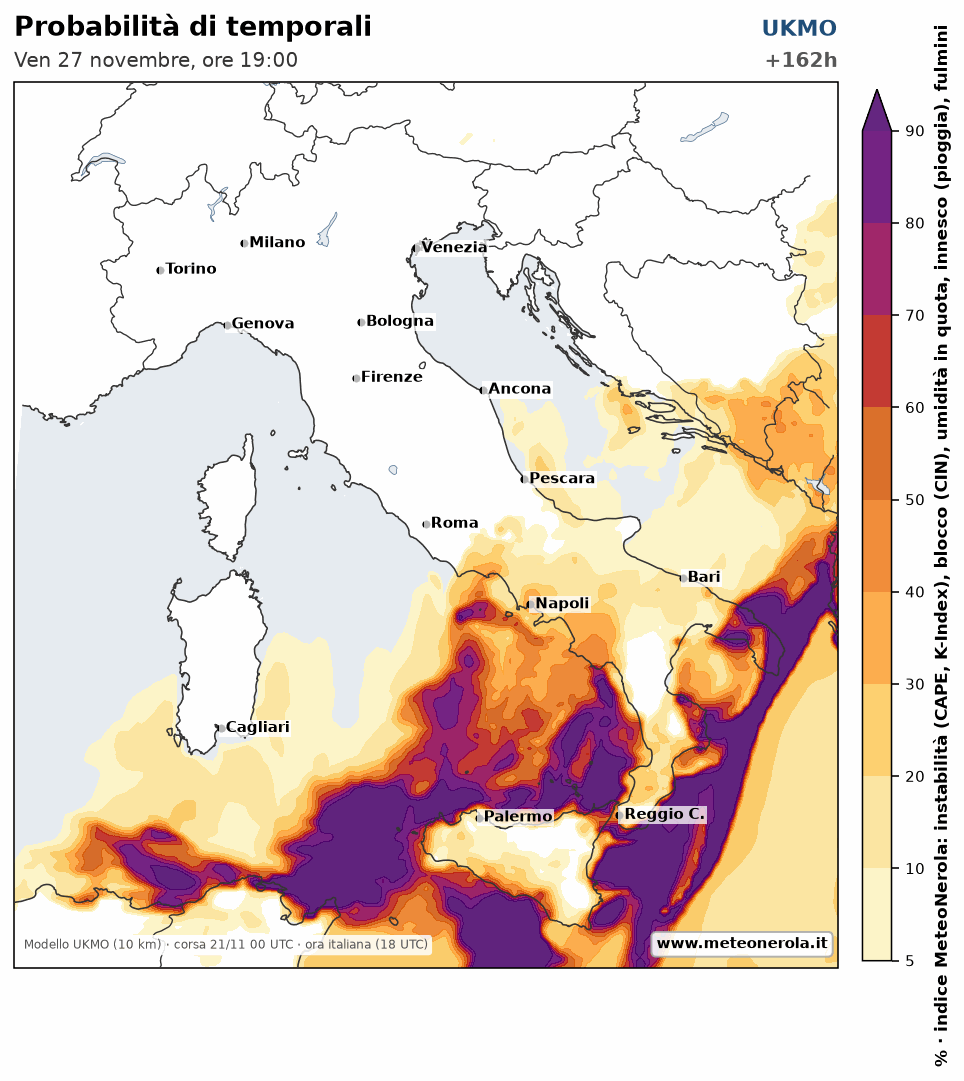 Probabilità di temporali
UKMO
Ven 27 novembre, ore 19:00
+162h
Milano
Venezia
Torino
Genova
Bologna
Firenze
Ancona
Pescara
Roma
Bari
Napoli
Cagliari
Palermo
Reggio C.
Modello UKMO (10 km) · corsa 21/11 00 UTC · ora italiana (18 UTC)
www.meteonerola.it
90
80
70
60
50
40
30
20
10
5
% · indice MeteoNerola: instabilità (CAPE, K-Index), blocco (CIN), umidità in quota, innesco (pioggia), fulmini